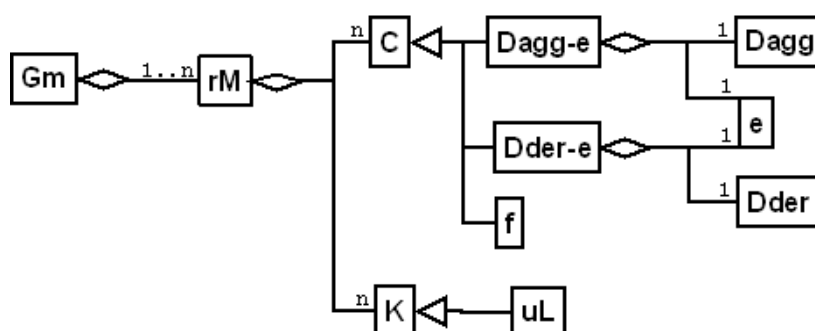 n C Dagg-e 1 Dagg
Gm 1..n rM
1 e
Dder-e 1
1 Dder
f
n K uL